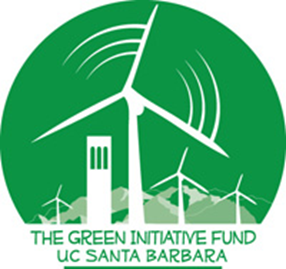 THE GREEN INITIATIVE FUND
UC SANTA BARBARA